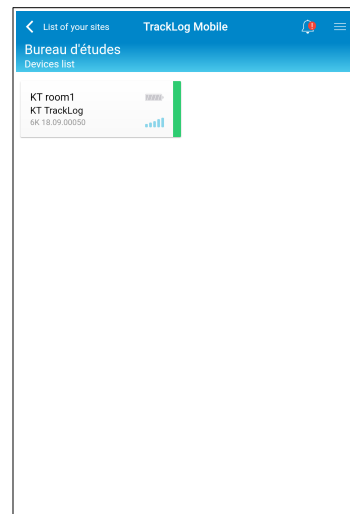 List of your sites TrackLog Mobile
Bureau d'études
Devices list
KT room1
KT TrackLog
6K 18.09.00050